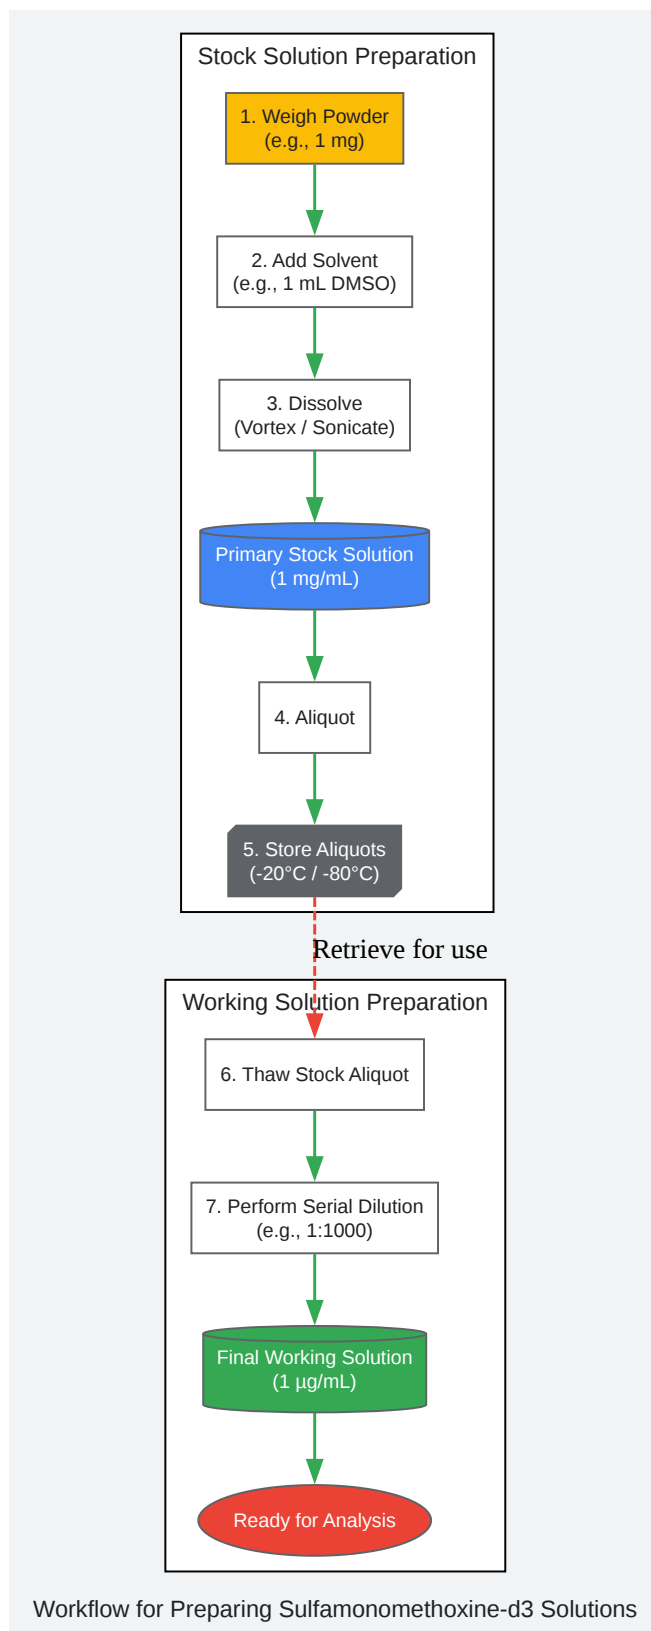 Stock Solution Preparation
1. Weigh Powder
(e.g., 1 mg)
2. Add Solvent
(e.g., 1 mL DMSO)
3. Dissolve
(Vortex / Sonicate)
Primary Stock Solution
(1 mg/mL)
4. Aliquot
5. Store Aliquots
(-20°C / -80°C)
Retrieve for use
Working Solution Preparation
6. Thaw Stock Aliquot
7. Perform Serial Dilution
(e.g., 1:1000)
Final Working Solution
(1 µg/mL)
Ready for Analysis
Workflow for Preparing Sulfamonomethoxine-d3 Solutions